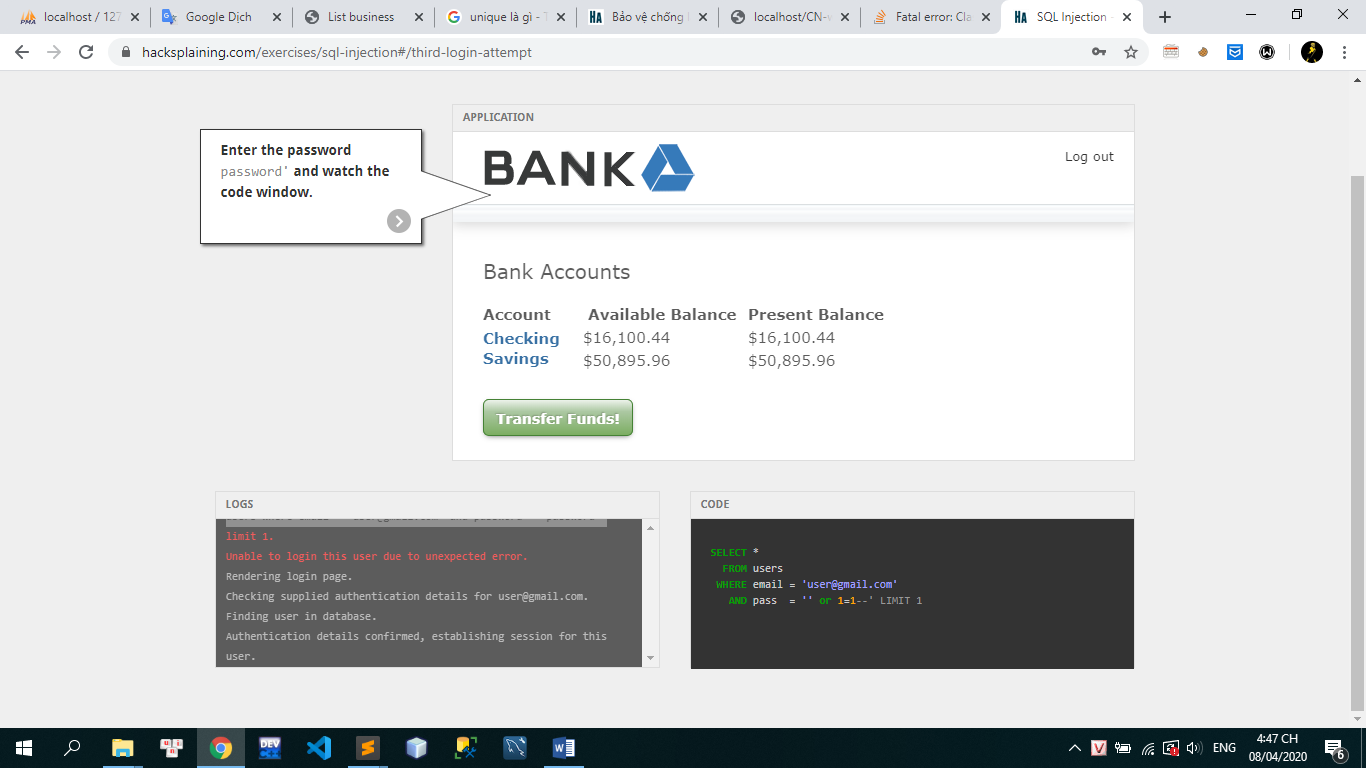 localhost / 127
Google Dịch
List business
unique là gì - T
Bảo vệ chống
localhost/CN-w
Fatal error: Cla
SQL Injection -
hacksplaining.com/exercises/sql-injection#/third-login-attempt
APPLICATION
Enter the password
password' and watch the
code window.
BANK
Log out
Bank Accounts
Account Available Balance Present Balance
Checking $16,100.44 $16,100.44
Savings $50,895.96 $50,895.96
Transfer Funds!
LOGS
limit 1.
Unable to login this user due to unexpected error.
Rendering login page.
Checking supplied authentication details for user@gmail.com.
Finding user in database.
Authentication details confirmed, establishing session for this
user.
CODE
SELECT *
FROM users
WHERE email = 'user@gmail.com'
AND pass = '' or 1=1--' LIMIT 1
ENG
4:47 CH
08/04/2020
6